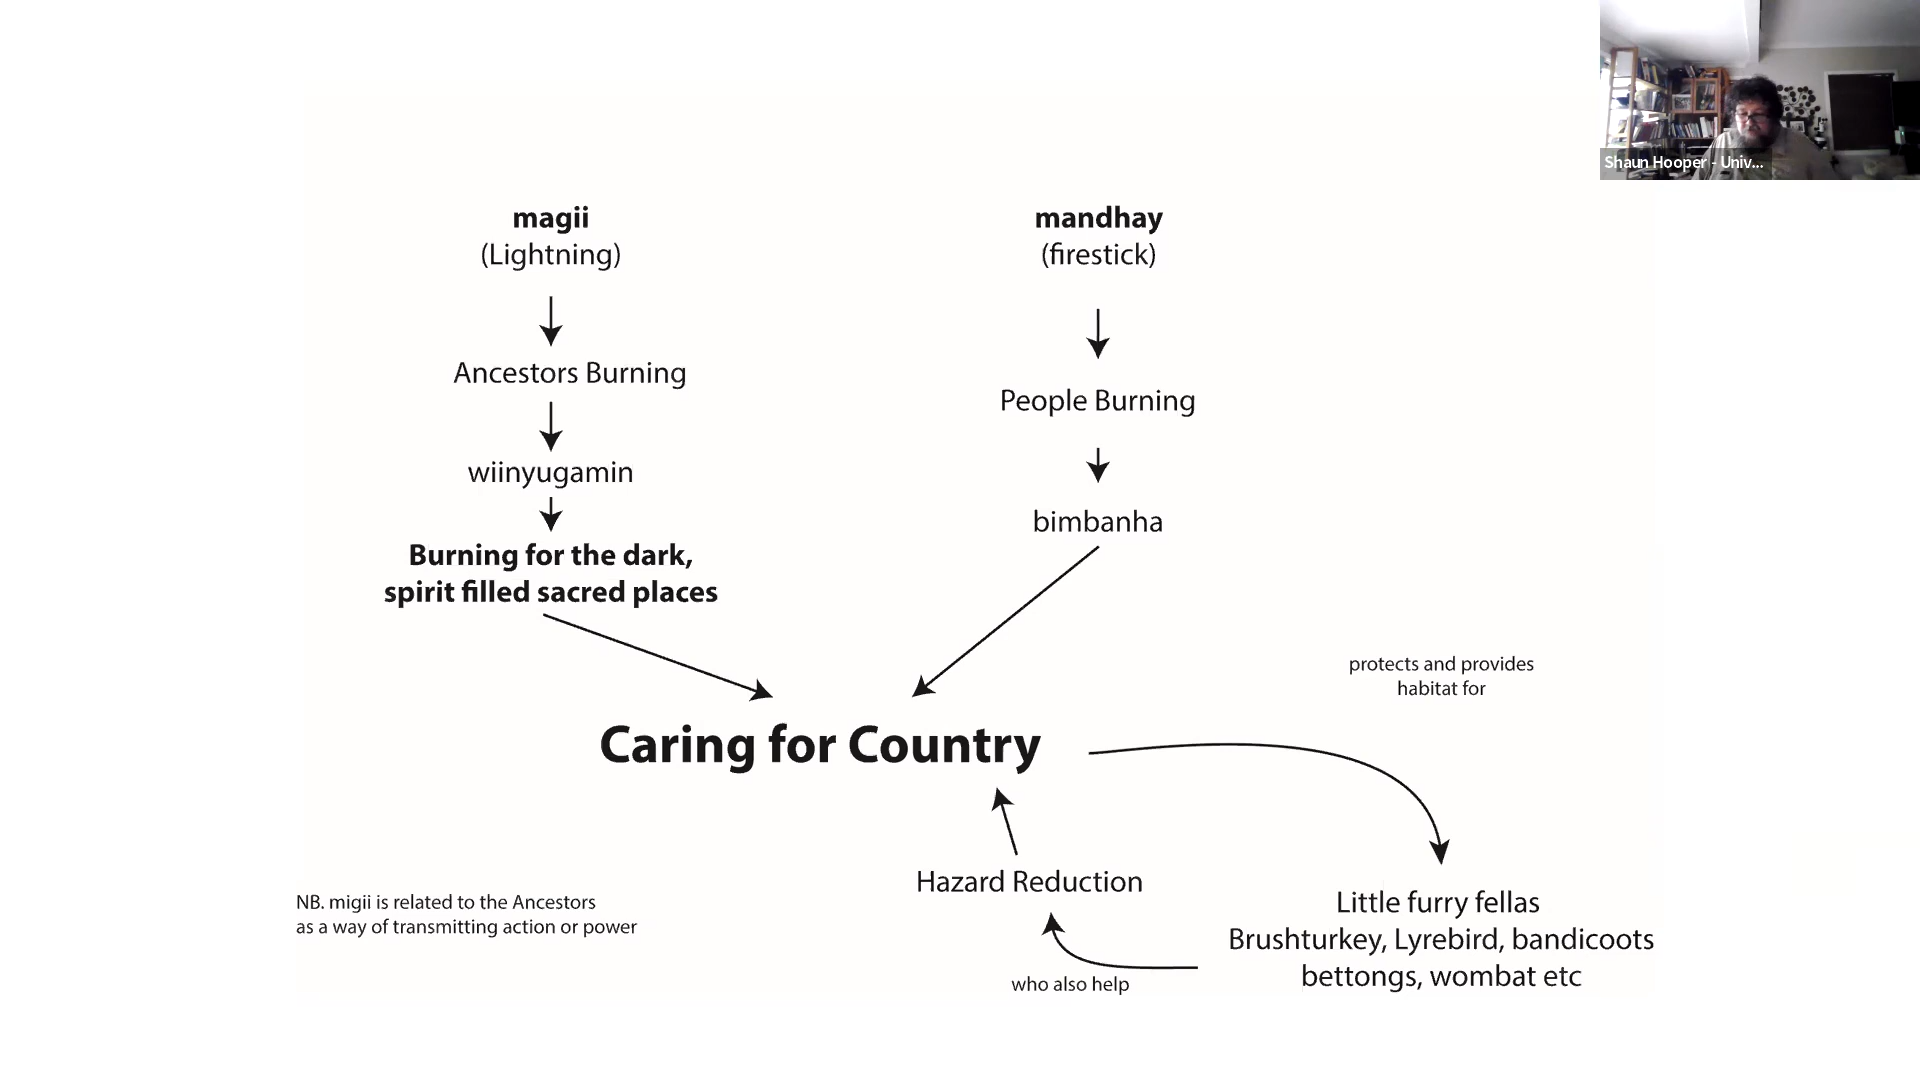 Shaun Hooper - Univ...
magii
(Lightning)
Ancestors Burning
wiinyugamin
Burning for the dark,
spirit filled sacred places
mandhay
(firestick)
People Burning
bimbanha
Caring for Country
protects and provides
habitat for
Little furry fellas
Brushturkey, Lyrebird, bandicoots
bettongs, wombat etc
who also help
Hazard Reduction
NB. migii is related to the Ancestors
as a way of transmitting action or power